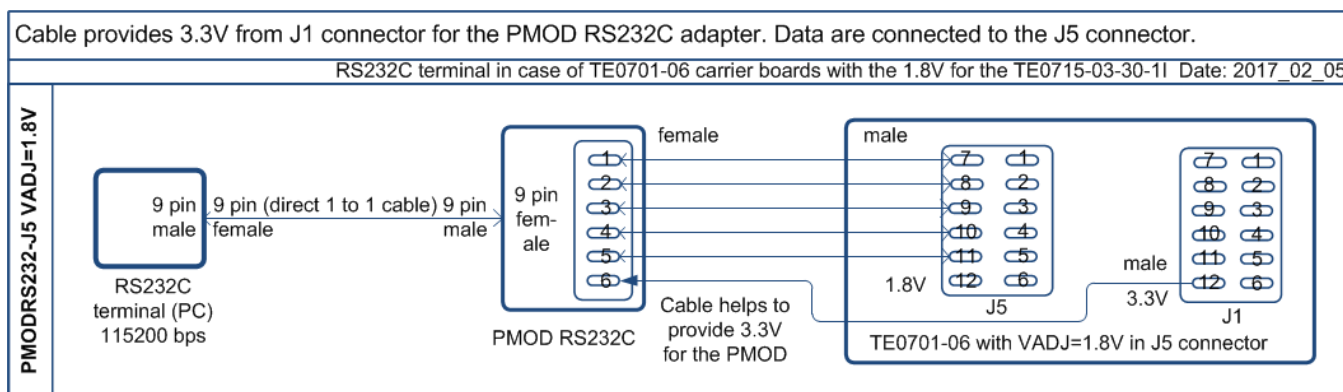 Cable provides 3.3V from J1 connector for the PMOD RS232C adapter. Data are connected to the J5 connector.
RS232C terminal in case of TE0701-06 carrier boards with the 1.8V for the TE0715-03-30-1I Date: 2017_02_05
PMODRS232-J5 VADJ=1.8V
9 pin
male
9 pin (direct 1 to 1 cable) 9 pin
female male
RS232C
terminal (PC)
115200 bps
9 pin
fem-
ale
1
2
3
4
5
6
PMOD RS232C
female
male
Cable helps to
provide 3.3V
for the PMOD
7 1
8 2
9 3
10 4
11 5
12 6
1.8V
J5
7 1
8 2
9 3
10 4
11 5
12 6
male
3.3V
J1
TE0701-06 with VADJ=1.8V in J5 connector